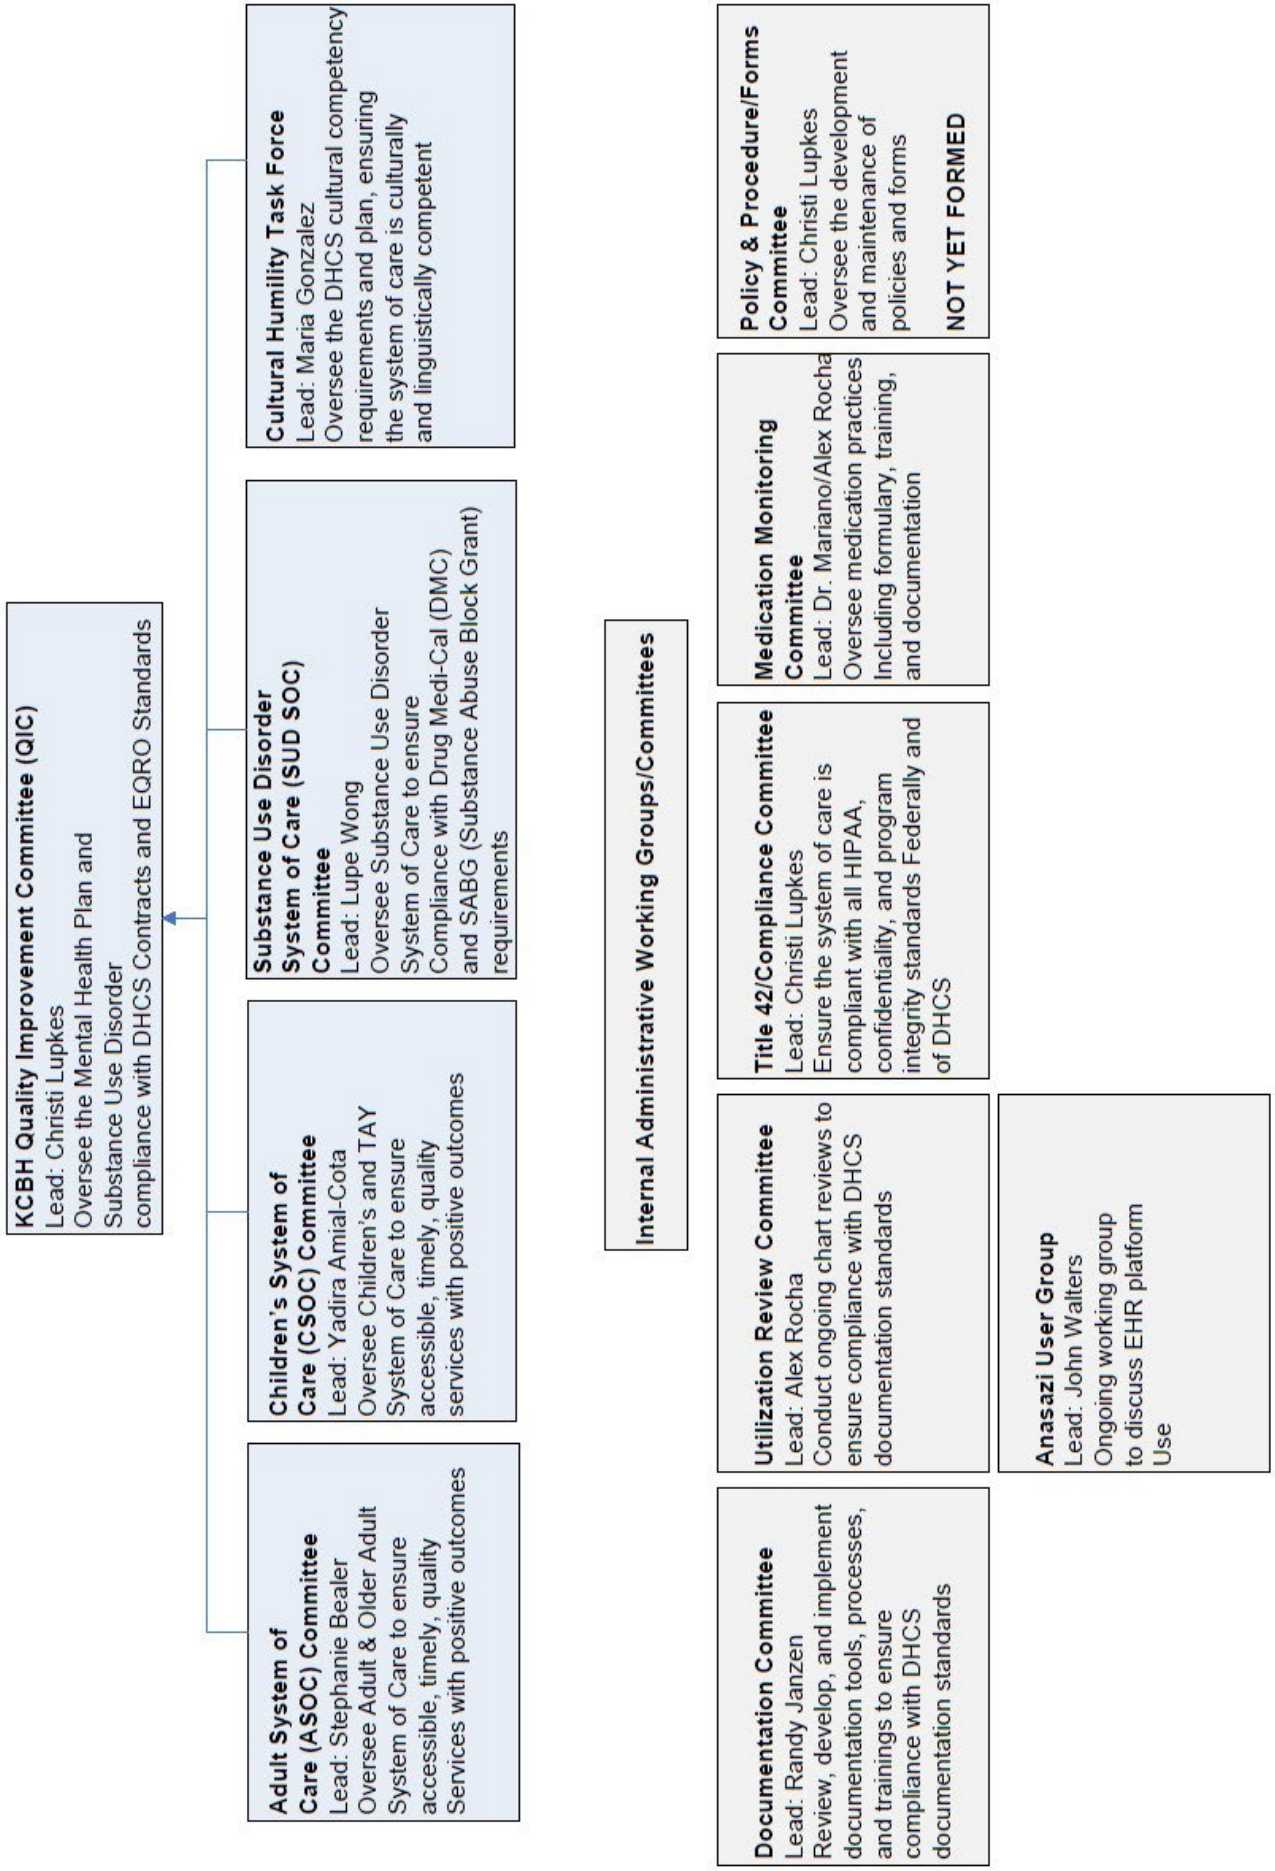 KCBH Quality Improvement Committee (QIC)
Lead: Christi Lupkes
Oversee the Mental Health Plan and
Substance Use Disorder
compliance with DHCS Contracts and EQRO Standards
Adult System of
Care (ASOC) Committee
Lead: Stephanie Bealer
Oversee Adult & Older Adult
System of Care to ensure
accessible, timely, quality
Services with positive outcomes
Children's System of
Care (CSOC) Committee
Lead: Yadira Amial-Cota
Oversee Children's and TAY
System of Care to ensure
accessible, timely, quality
services with positive outcomes
Substance Use Disorder
System of Care (SUD SOC)
Committee
Lead: Lupe Wong
Oversee Substance Use Disorder
System of Care to ensure
Compliance with Drug Medi-Cal (DMC)
and SABG (Substance Abuse Block Grant)
requirements
Cultural Humility Task Force
Lead: Maria Gonzalez
Oversee the DHCS cultural competency
requirements and plan, ensuring
the system of care is culturally
and linguistically competent
Internal Administrative Working Groups/Committees
Documentation Committee
Lead: Randy Janzen
Review, develop, and implement
documentation tools, processes,
and trainings to ensure
compliance with DHCS
documentation standards
Utilization Review Committee
Lead: Alex Rocha
Conduct ongoing chart reviews to
ensure compliance with DHCS
documentation standards
Title 42/Compliance Committee
Lead: Christi Lupkes
Ensure the system of care is
compliant with all HIPAA,
confidentiality, and program
integrity standards Federally and
of DHCS
Medication Monitoring
Committee
Lead: Dr. Mariano/Alex Rocha
Oversee medication practices
Including formulary, training,
and documentation
Policy & Procedure/Forms
Committee
Lead: Christi Lupkes
Oversee the development
and maintenance of
policies and forms
NOT YET FORMED
Anasazi User Group
Lead: John Walters
Ongoing working group
to discuss EHR platform
Use